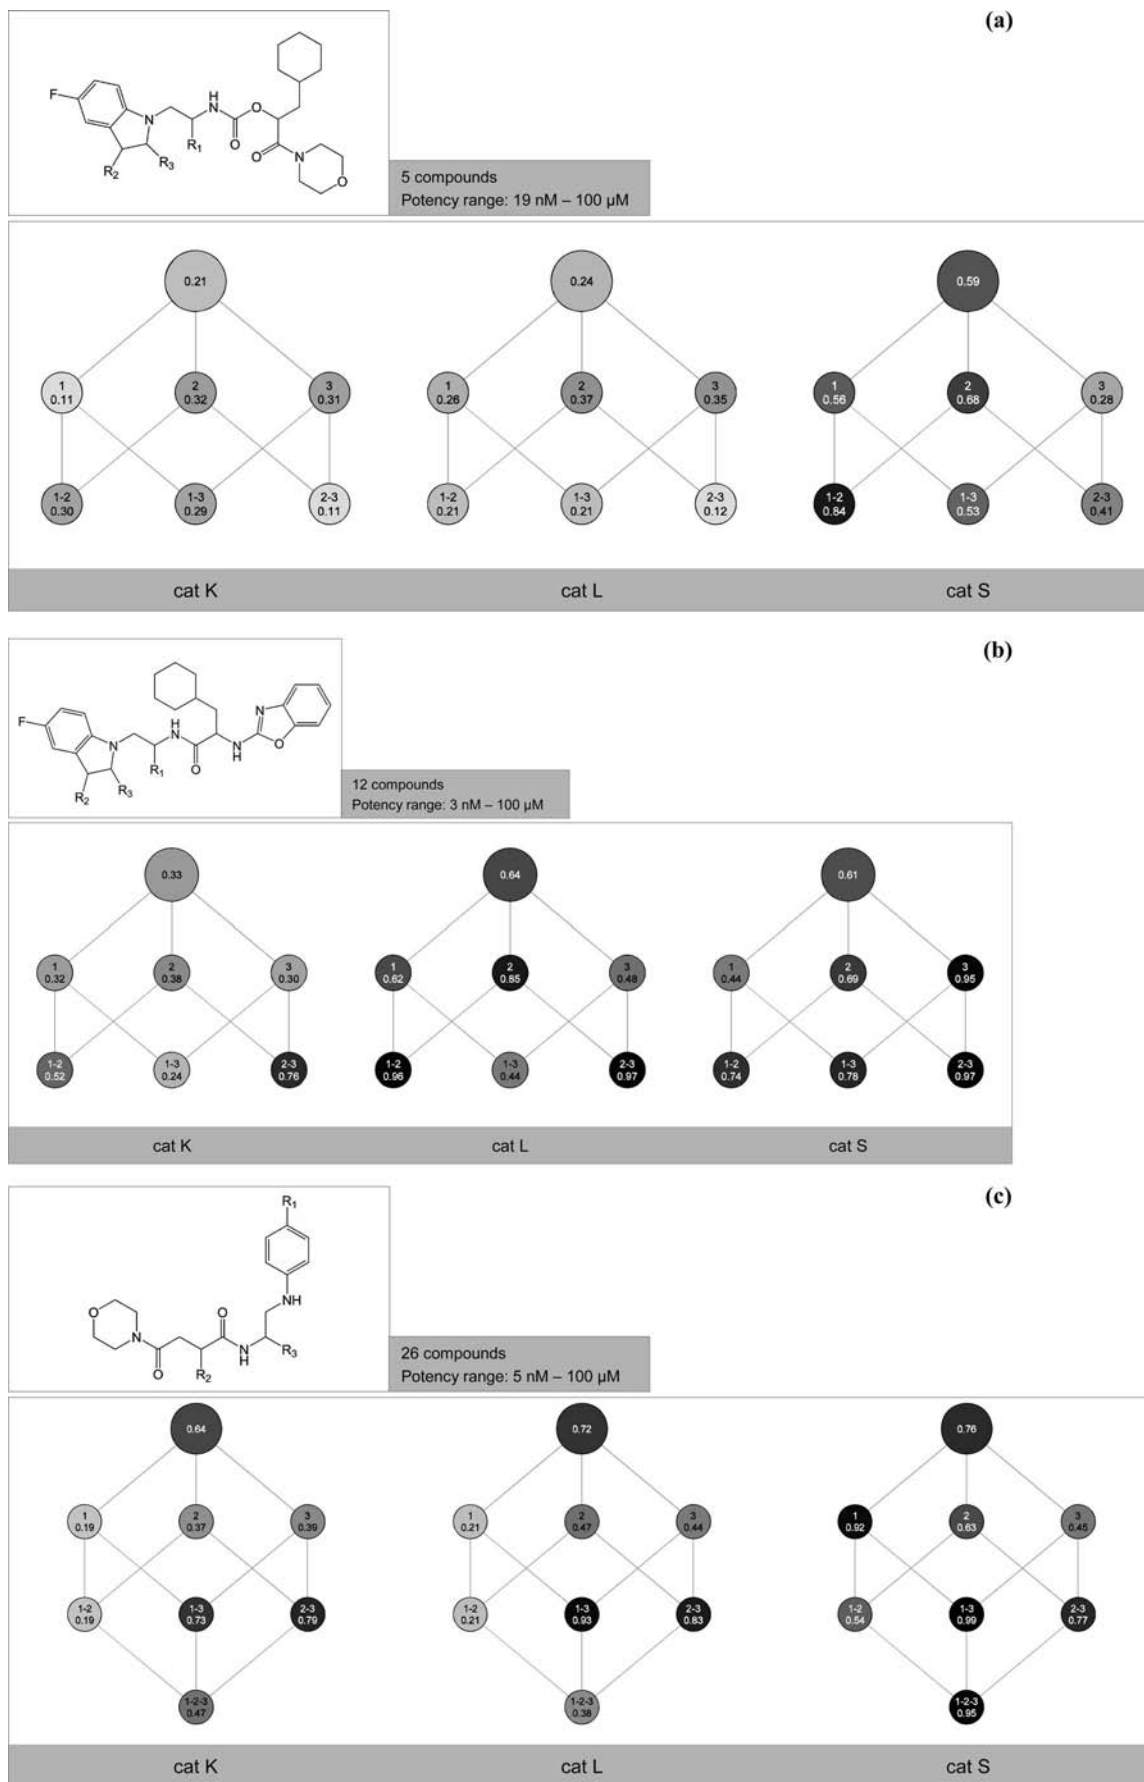 (a)
F
N
R1
R2
R3
H
N
O
O
O
N
O
5 compounds
Potency range: 19 nM – 100 µM
0.21
0.24
0.59
1
0.11
2
0.32
3
0.31
1
0.26
2
0.37
3
0.35
1
0.56
2
0.68
3
0.28
1-2
0.30
1-3
0.29
2-3
0.11
1-2
0.21
1-3
0.21
2-3
0.12
1-2
0.84
1-3
0.53
2-3
0.41
cat K
cat L
cat S
(b)
F
N
R1
R2
R3
H
N
O
N
H
N
O
12 compounds
Potency range: 3 nM – 100 µM
0.33
0.64
0.61
1
0.32
2
0.38
3
0.30
1
0.62
2
0.85
3
0.48
1
0.44
2
0.69
3
0.95
1-2
0.52
1-3
0.24
2-3
0.76
1-2
0.96
1-3
0.44
2-3
0.97
1-2
0.74
1-3
0.78
2-3
0.97
cat K
cat L
cat S
(c)
R1
NH
O
O
N
O
N
H
R2
R3
26 compounds
Potency range: 5 nM – 100 µM
0.64
0.72
0.76
1
0.19
2
0.37
3
0.39
1
0.21
2
0.47
3
0.44
1
0.92
2
0.63
3
0.45
1-2
0.19
1-3
0.73
2-3
0.79
1-2
0.21
1-3
0.93
2-3
0.83
1-2
0.54
1-3
0.99
2-3
0.77
1-2-3
0.47
1-2-3
0.38
1-2-3
0.95
cat K
cat L
cat S